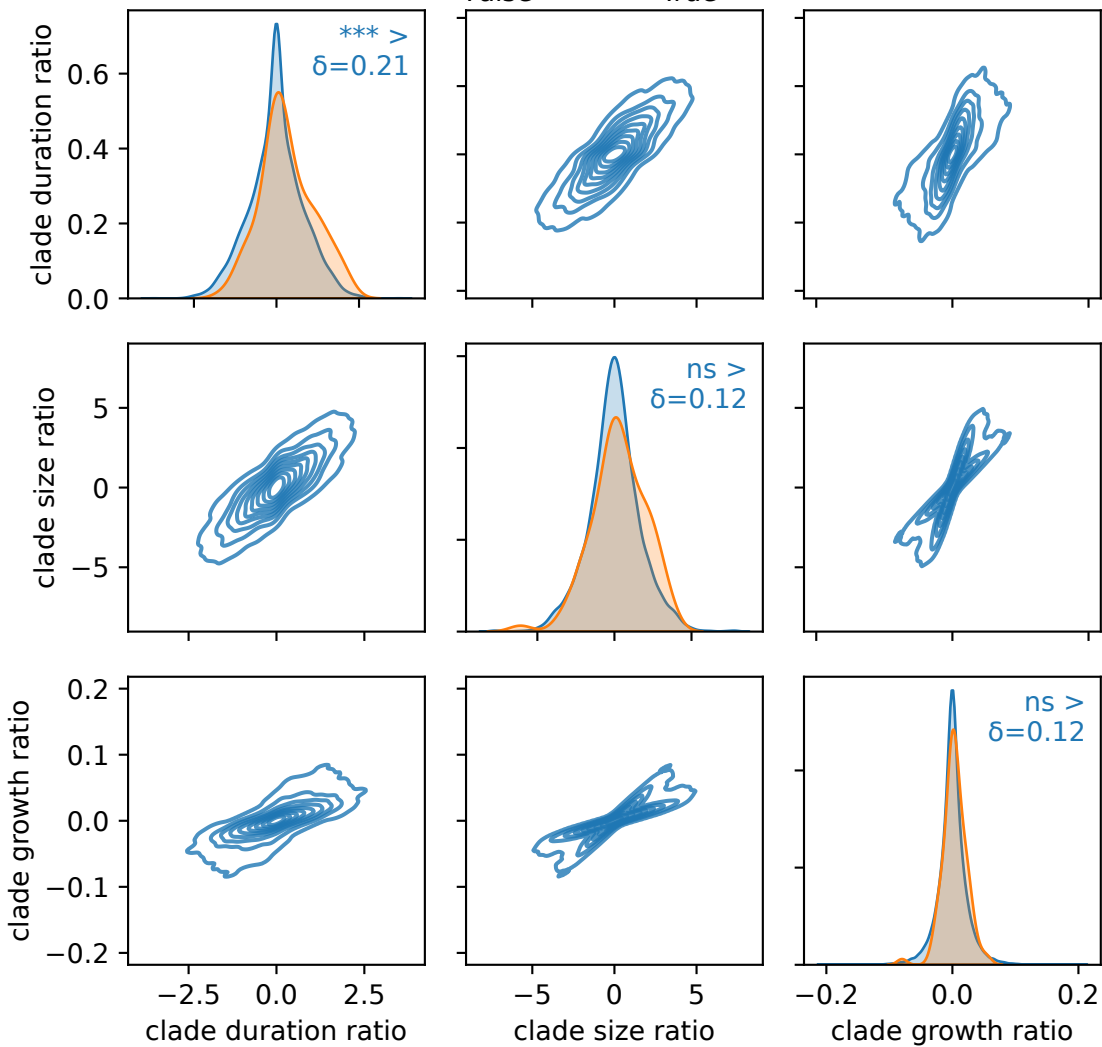 clade duration ratio
0.6
0.4
0.2
0.0
*** >
δ=0.21
clade size ratio
5
0
−5
ns >
δ=0.12
clade growth ratio
0.2
0.1
0.0
−0.1
−0.2
ns >
δ=0.12
−2.5 0.0 2.5
clade duration ratio
−5 0 5
clade size ratio
−0.2 0.0 0.2
clade growth ratio